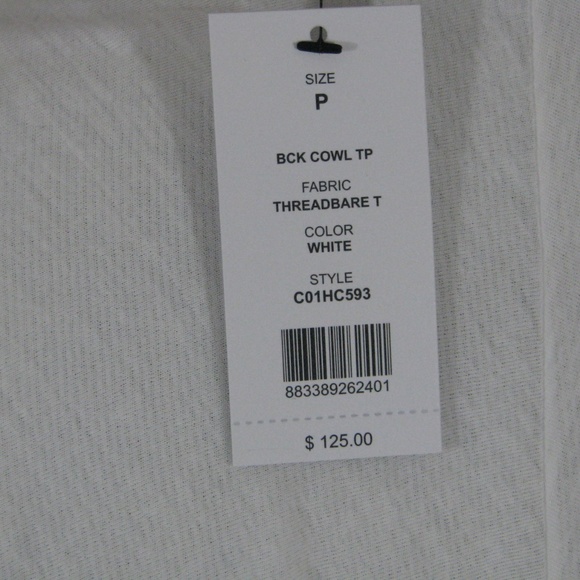 SIZE
P
BCK COWL TP
FABRIC
THREADBARE T
COLOR
WHITE
STYLE
C01HC593
883389262401
$ 125.00